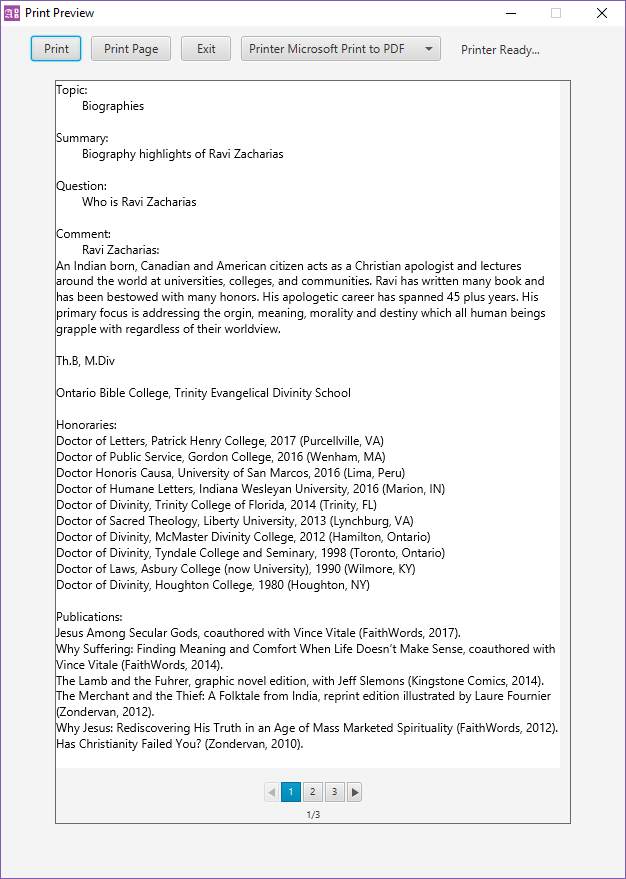 Print Preview
Print
Print Page
Exit
Printer Microsoft Print to PDF
Printer Ready...
Topic:
Biographies
Summary:
Biography highlights of Ravi Zacharias
Question:
Who is Ravi Zacharias
Comment:
Ravi Zacharias:
An Indian born, Canadian and American citizen acts as a Christian apologist and lectures
around the world at universities, colleges, and communities. Ravi has written many book and
has been bestowed with many honors. His apologetic career has spanned 45 plus years. His
primary focus is addressing the orgin, meaning, morality and destiny which all human beings
grapple with regardless of their worldview.
Th.B, M.Div
Ontario Bible College, Trinity Evangelical Divinity School
Honoraries:
Doctor of Letters, Patrick Henry College, 2017 (Purcellville, VA)
Doctor of Public Service, Gordon College, 2016 (Wenham, MA)
Doctor Honoris Causa, University of San Marcos, 2016 (Lima, Peru)
Doctor of Humane Letters, Indiana Wesleyan University, 2016 (Marion, IN)
Doctor of Divinity, Trinity College of Florida, 2014 (Trinity, FL)
Doctor of Sacred Theology, Liberty University, 2013 (Lynchburg, VA)
Doctor of Divinity, McMaster Divinity College, 2012 (Hamilton, Ontario)
Doctor of Divinity, Tyndale College and Seminary, 1998 (Toronto, Ontario)
Doctor of Laws, Asbury College (now University), 1990 (Wilmore, KY)
Doctor of Divinity, Houghton College, 1980 (Houghton, NY)
Publications:
Jesus Among Secular Gods, coauthored with Vince Vitale (FaithWords, 2017).
Why Suffering: Finding Meaning and Comfort When Life Doesn't Make Sense, coauthored with
Vince Vitale (FaithWords, 2014).
The Lamb and the Fuhrer, graphic novel edition, with Jeff Slemons (Kingstone Comics, 2014).
The Merchant and the Thief: A Folktale from India, reprint edition illustrated by Laure Fournier
(Zondervan, 2012).
Why Jesus: Rediscovering His Truth in an Age of Mass Marketed Spirituality (FaithWords, 2012).
Has Christianity Failed You? (Zondervan, 2010).
1 2 3
1/3